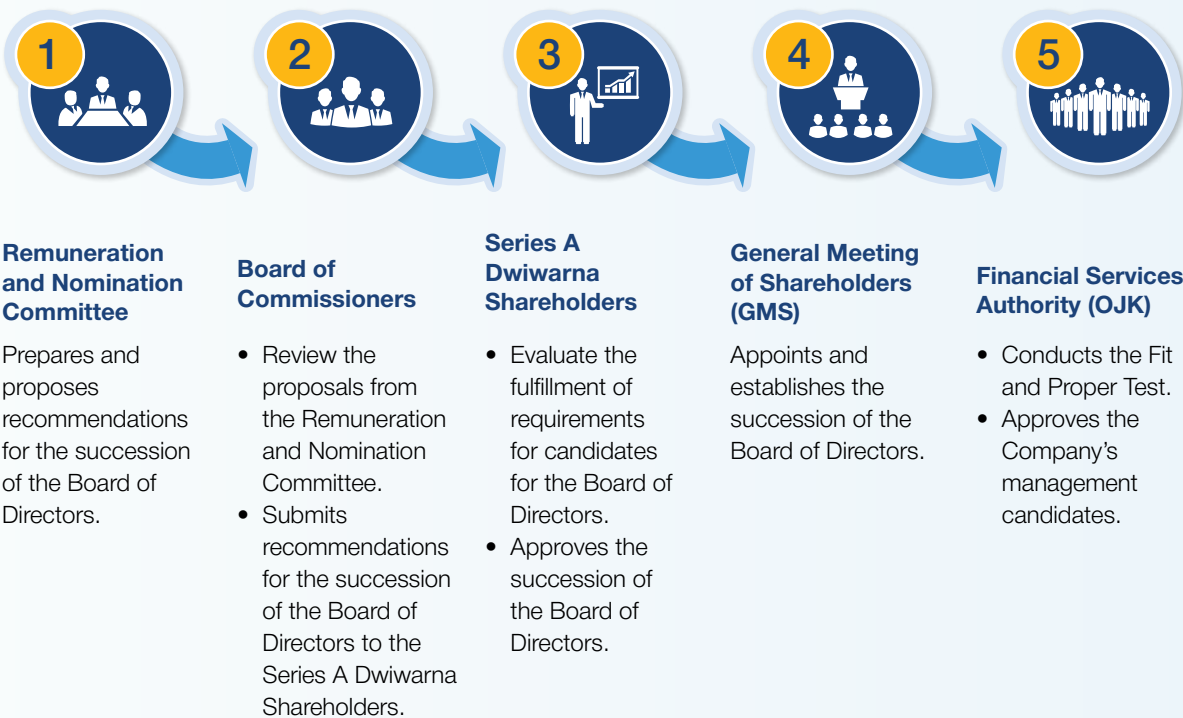 1
2
3
4
5
Remuneration
and Nomination
Committee
Prepares and
proposes
recommendations
for the succession
of the Board of
Directors.
Board of
Commissioners
• Review the
proposals from
the Remuneration
and Nomination
Committee.
• Submits
recommendations
for the succession
of the Board of
Directors to the
Series A Dwiwarna
Shareholders.
Series A
Dwiwarna
Shareholders
• Evaluate the
fulfillment of
requirements
for candidates
for the Board of
Directors.
• Approves the
succession of
the Board of
Directors.
General Meeting
of Shareholders
(GMS)
Appoints and
establishes the
succession of the
Board of Directors.
Financial Services
Authority (OJK)
• Conducts the Fit
and Proper Test.
• Approves the
Company’s
management
candidates.